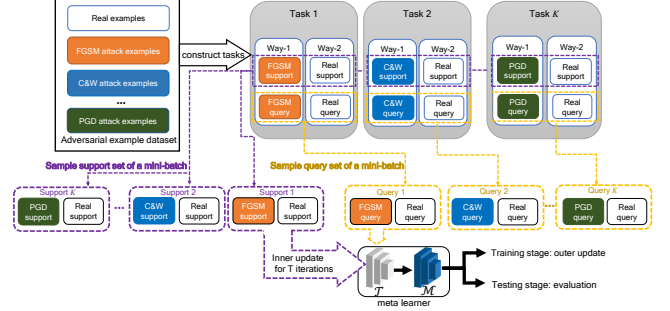 Real examples
FGSM attack examples
C&W attack examples
...
PGD attack examples
Adversarial example dataset
construct tasks
Task 1
Way-1 Way-2
FGSM support
Real support
FGSM query
Real query
Task 2
Way-1 Way-2
C&W support
Real support
C&W query
Real query
Task K
Way-1 Way-2
PGD support
Real support
PGD query
Real query
Sample support set of a mini-batch
Sample query set of a mini-batch
Support K
PGD support
Real support
...
Support 2
C&W support
Real support
Support 1
FGSM support
Real support
Query 1
FGSM query
Real query
Query 2
C&W query
Real query
Query K
PGD query
Real query
Inner update
for T iterations
T
M
meta learner
Training stage: outer update
Testing stage: evaluation